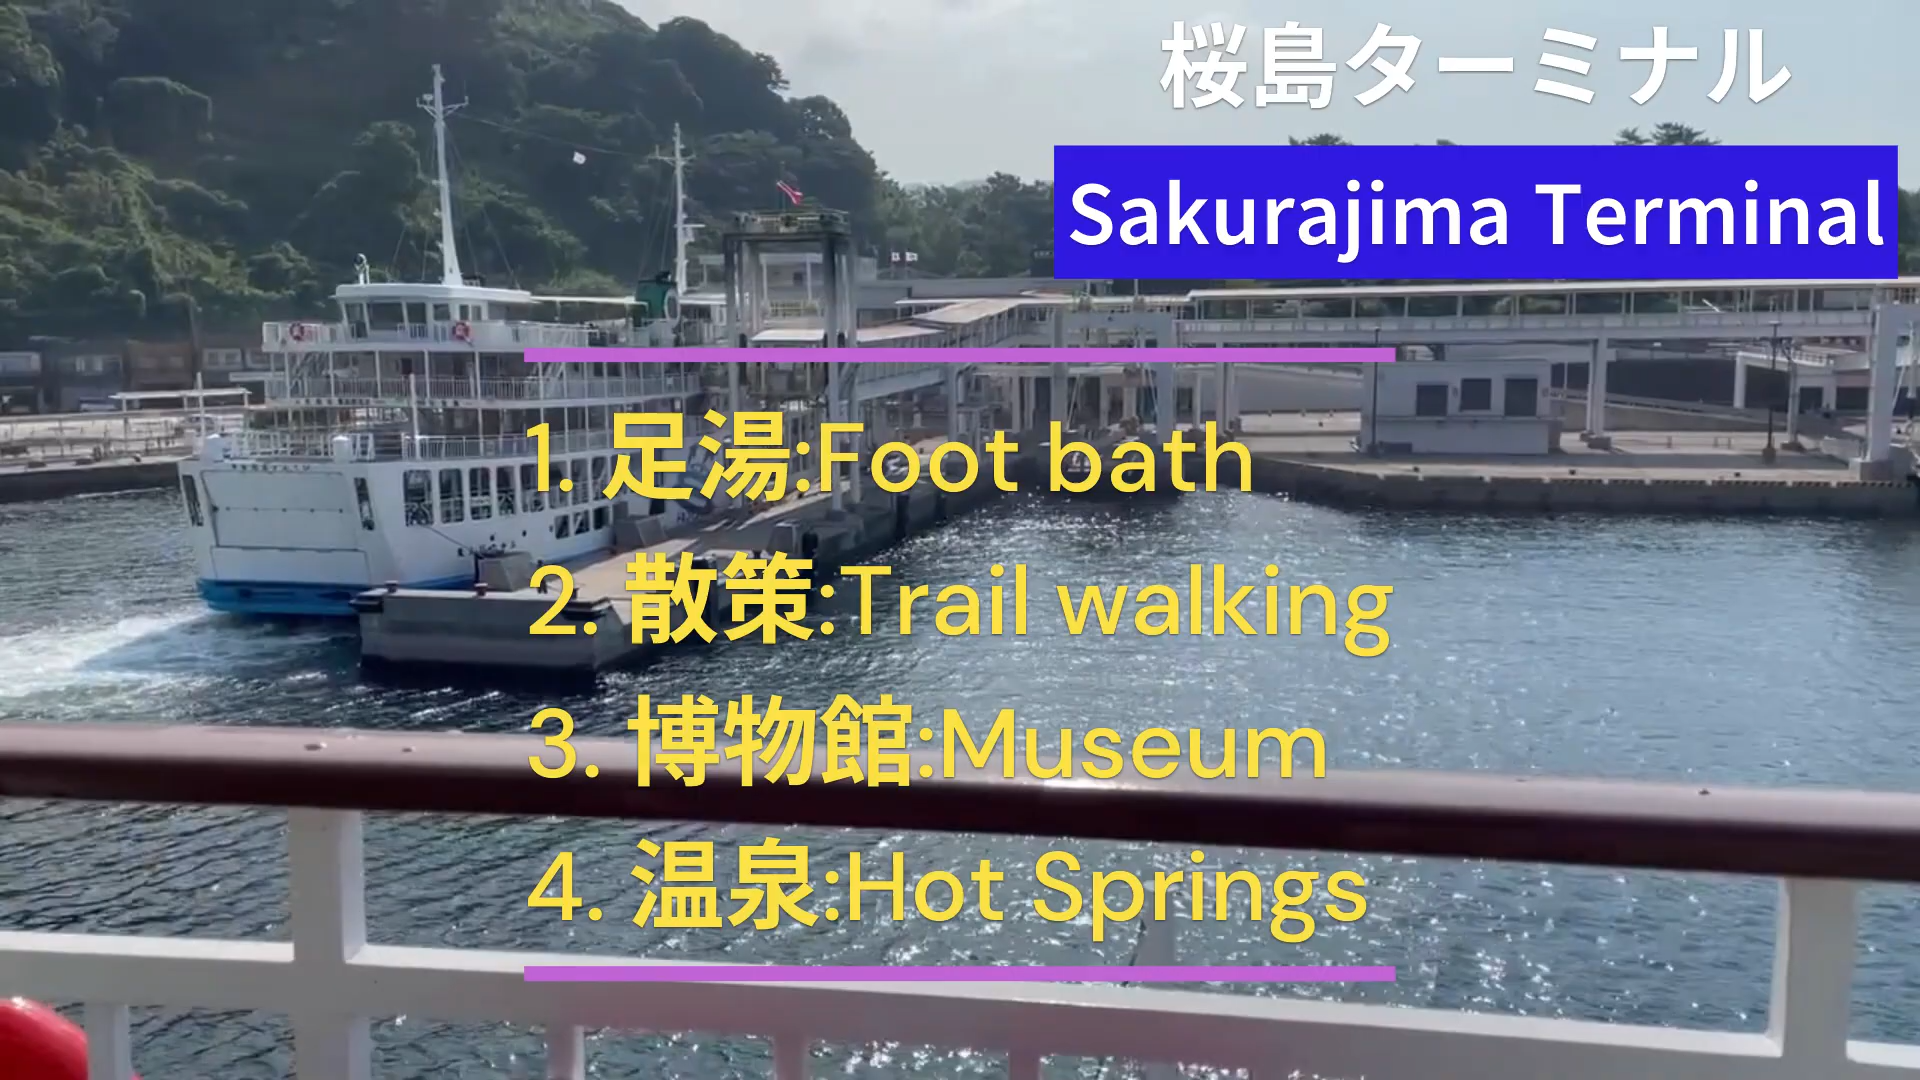 桜島ターミナル
Sakurajima Terminal
1. 足湯:Foot bath
2. 散策:Trail walking
3. 博物館:Museum
4. 温泉:Hot Springs